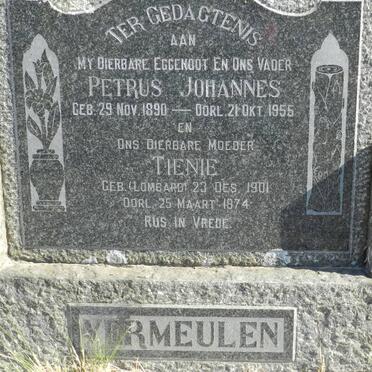 TER GEDAGTENIS
AAN
MY DIERBARE EGGENOOT EN ONS VADER
PETRUS JOHANNES
GEB. 29 NOV. 1890 — OORL. 21 OKT. 1955
EN
ONS DIERBARE MOEDER
TIENIE
GEB. (LOMBARD) 23 DES. 1901
OORL. 25 MAART 1974
RUS IN VREDE
VERMEULEN